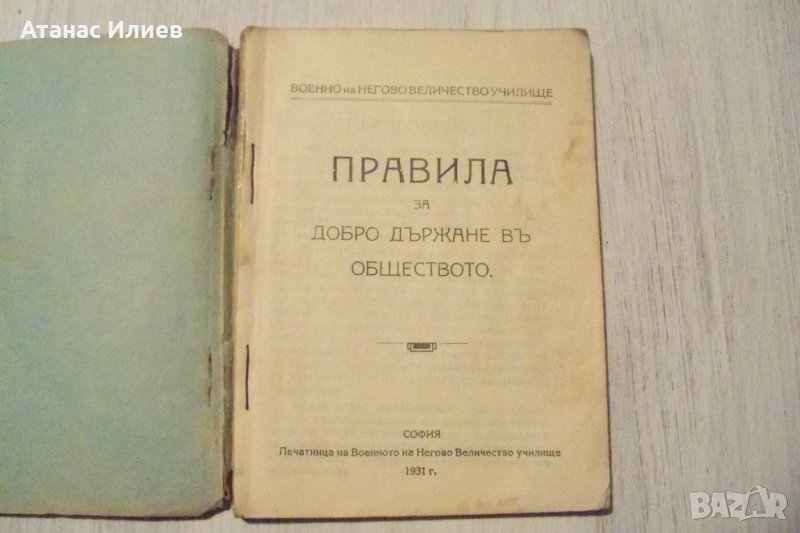 Атанас Илиев
ВОЕННО на НЕГОВО ВЕЛИЧЕСТВО УЧИЛИЩЕ
ПРАВИЛА
ЗА
ДОБРО ДЪРЖАНЕ ВЪ
ОБЩЕСТВОТО.
СОФИЯ
Печатница на Военното на Негово Величество училище
1931 г.
BAZAR